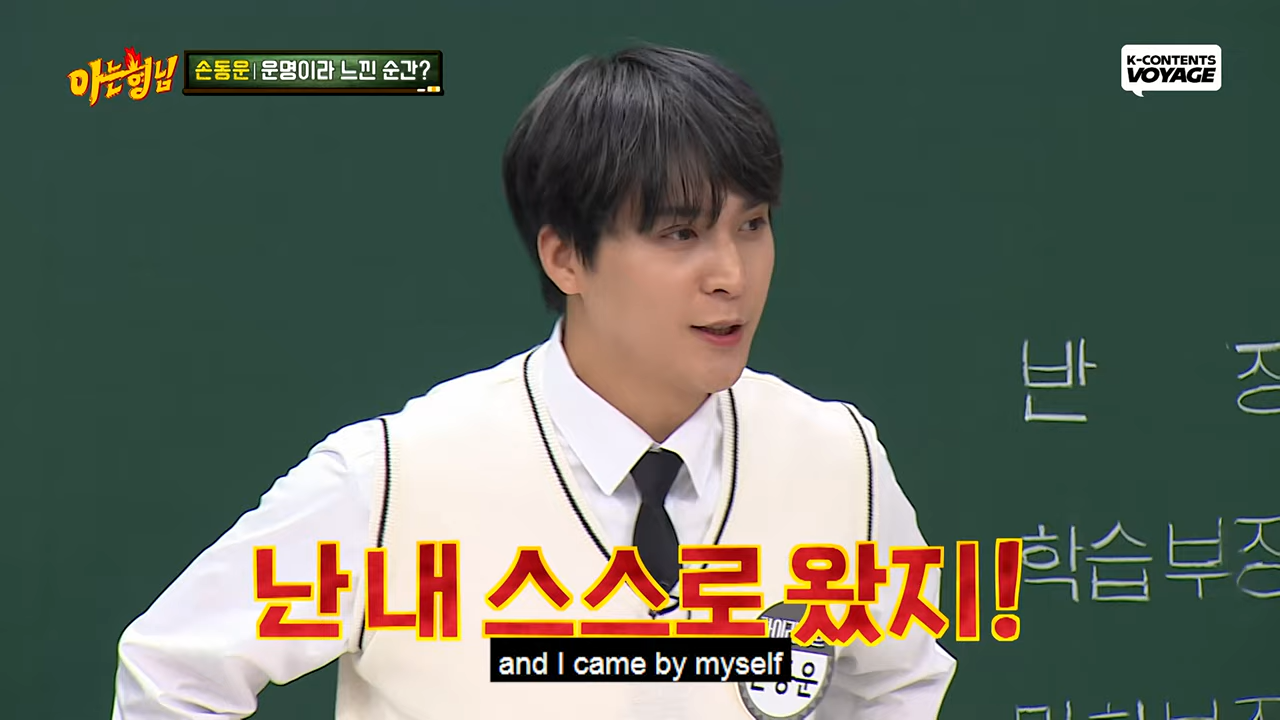 아는형님
손동운 | 운명이라 느낀 순간?
K-CONTENTS
VOYAGE
반 장
학습부장
난 내 스스로 왔지!
and I came by myself